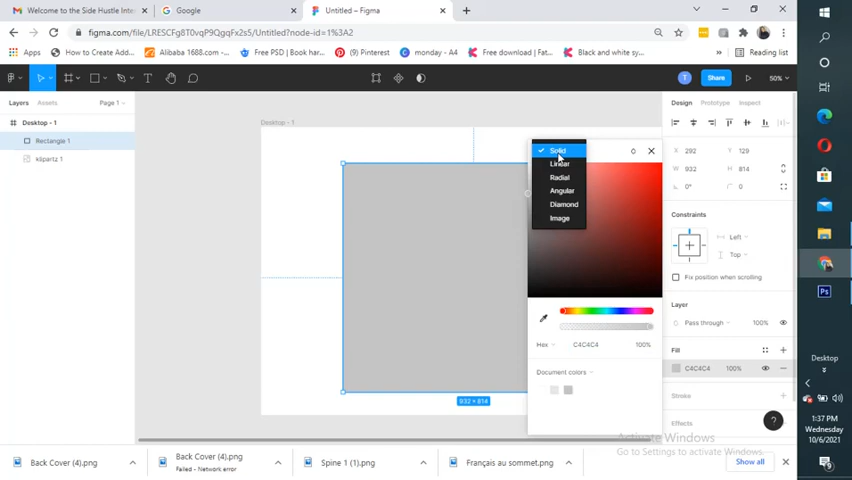 Welcome to the Side Hustle Inter
Google
Untitled – Figma
figma.com/file/LRESCFLBYoT2vqP9QgqFx2s5/Untitled?node-id=1%3A2
Apps
How to Create Add...
Alibaba 1688.com -...
Free PSD | Book har...
(9) Pinterest
monday - A4
Free download | Fat...
Black and white sy...
Reading list
T
Share
50%
Layers
Assets
Page 1
Design
Prototype
Inspect
Desktop - 1
Rectangle 1
klipartz 1
Desktop - 1
932 × 814
Solid
Linear
Radial
Angular
Diamond
Image
Hex
C4C4C4
100%
Document colors
X
292
Y
129
W
932
H
814
0°
0
Constraints
Left
Top
Fix position when scrolling
Layer
Pass through
100%
Fill
C4C4C4
100%
Stroke
Effects
?
Activate Windows
Go to Settings to activate Windows.
Back Cover (4).png
Back Cover (4).png
Failed - Network error
Spine 1 (1).png
Français au sommet.png
Show all
Ps
Desktop
1:37 PM
Wednesday
10/6/2021